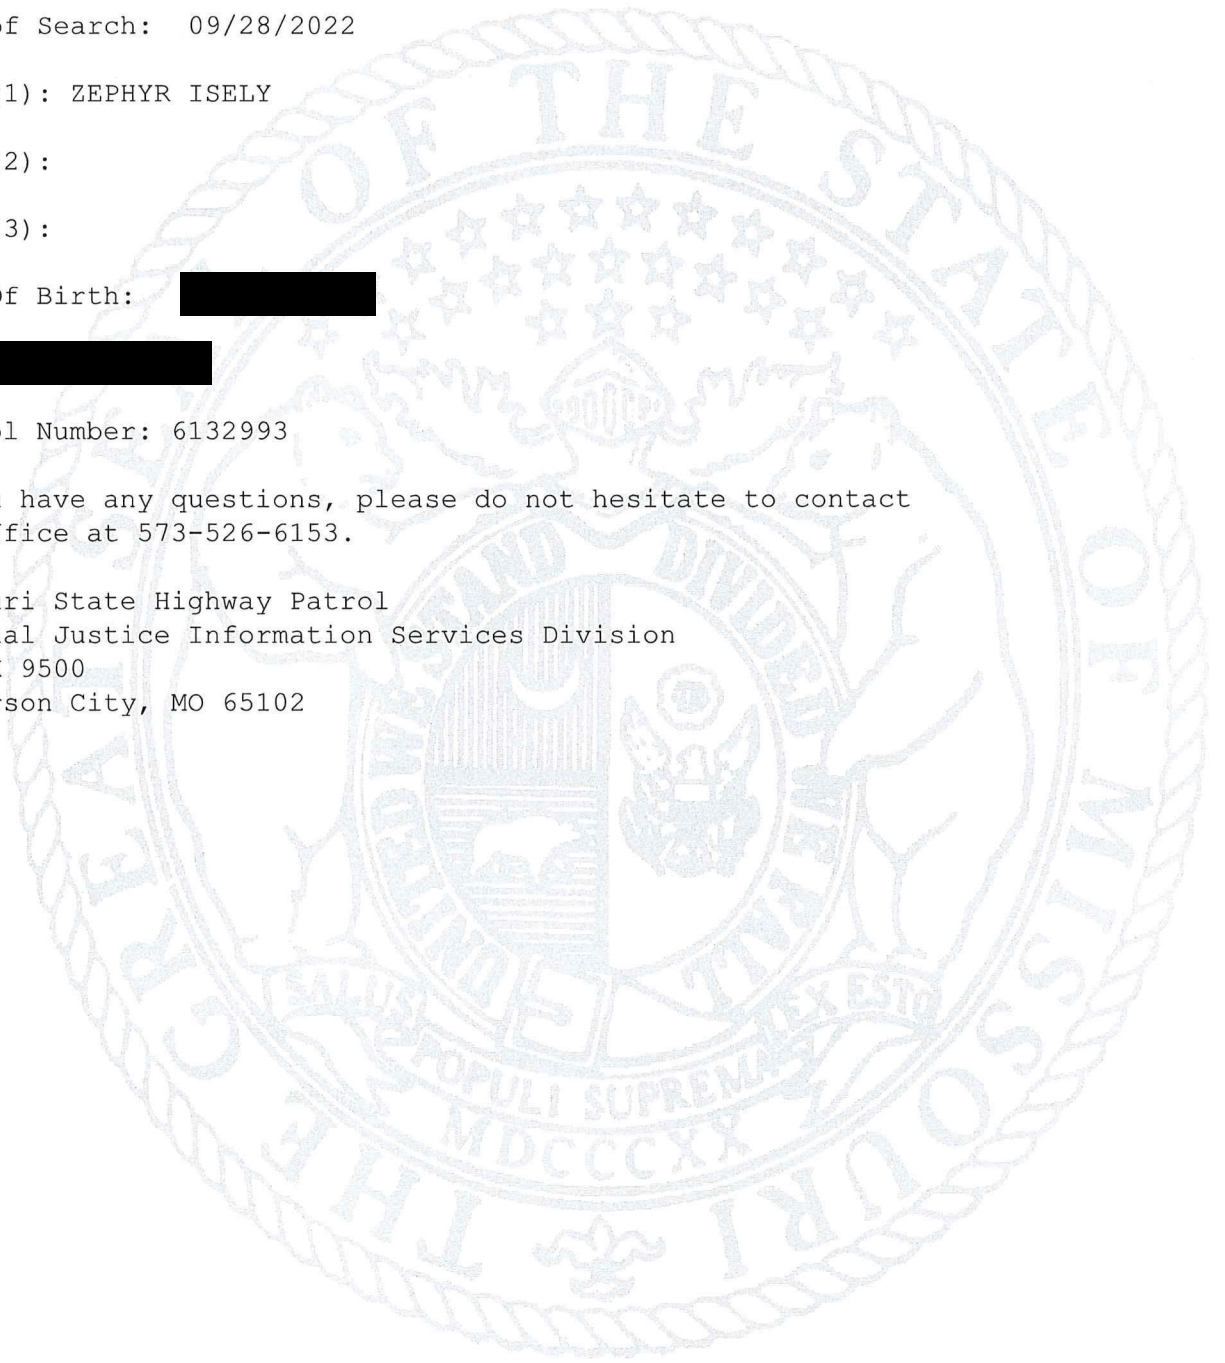 of Search: 09/28/2022
1): ZEPHYR ISELY
2):
3):
Of Birth:
ol Number: 6132993
have any questions, please do not hesitate to contact
ffice at 573-526-6153.
uri State Highway Patrol
nal Justice Information Services Division
X 9500
rson City, MO 65102
THE GREAT SEAL OF THE STATE OF MISSOURI
UNITED WE STAND DIVIDED WE FALL
SALUS POPULI SUPREMA LEX ESTO
MDCCCXX